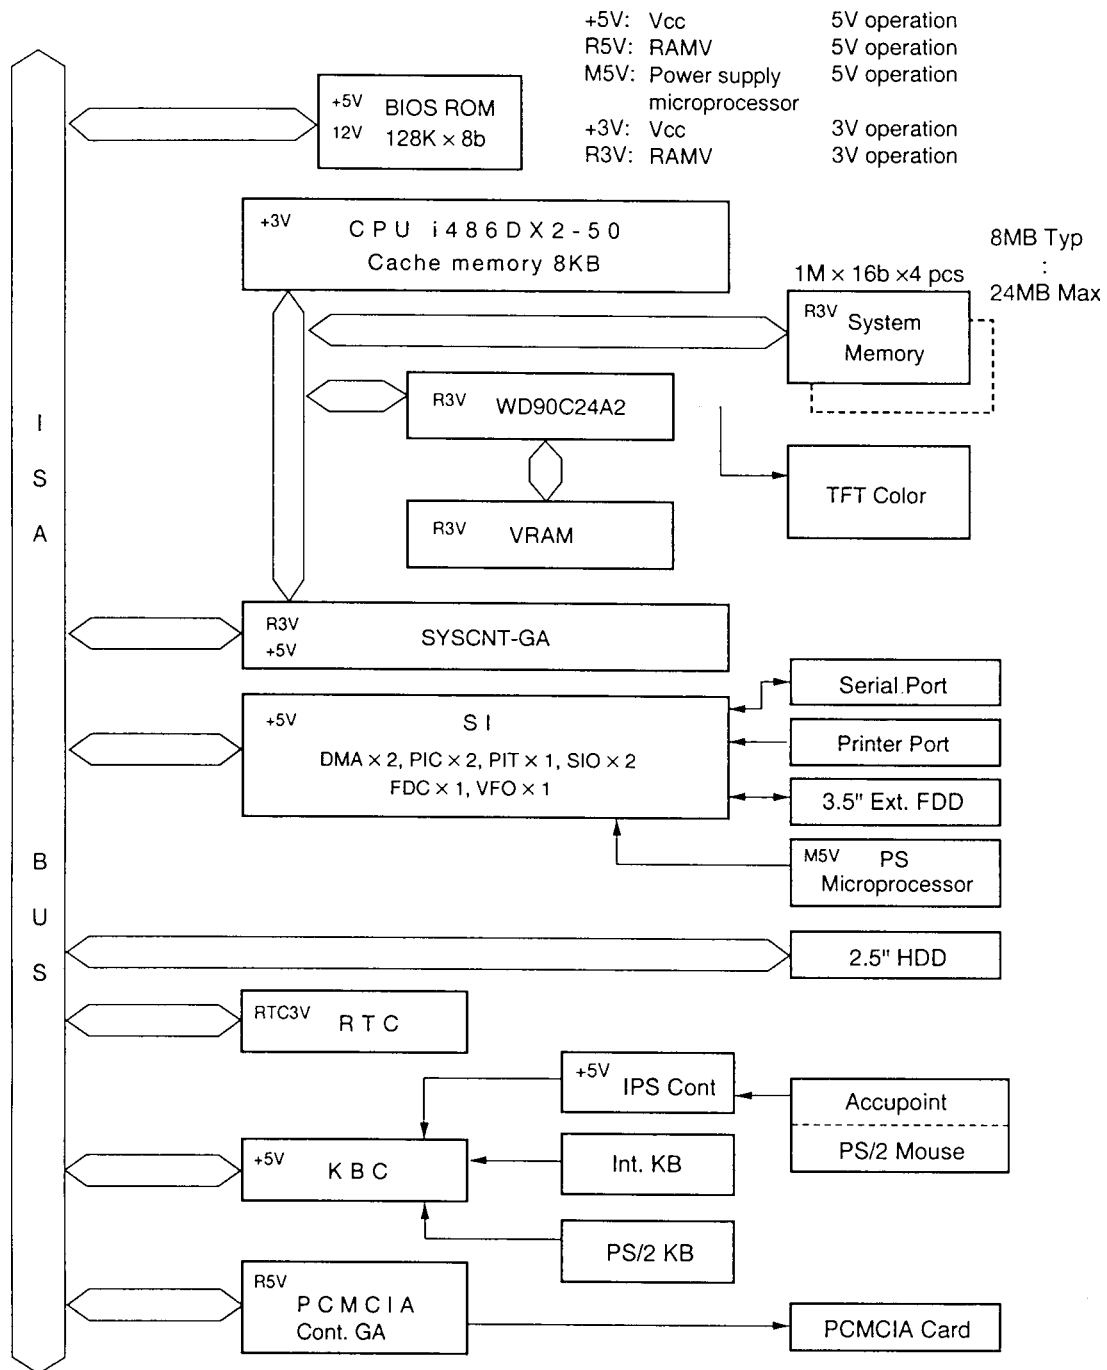 +5V: Vcc 5V operation
R5V: RAMV 5V operation
M5V: Power supply 5V operation
microprocessor
+3V: Vcc 3V operation
R3V: RAMV 3V operation
ISA BUS
+5V BIOS ROM
12V 128K × 8b
+3V CPU i486DX2-50
Cache memory 8KB
8MB Typ
:
24MB Max
1M × 16b ×4 pcs
R3V System
Memory
R3V WD90C24A2
TFT Color
R3V VRAM
R3V
+5V
SYSCNT-GA
+5V SI
DMA × 2, PIC × 2, PIT × 1, SIO × 2
FDC × 1, VFO × 1
Serial Port
Printer Port
3.5" Ext. FDD
M5V PS
Microprocessor
2.5" HDD
RTC3V RTC
+5V IPS Cont
Accupoint
PS/2 Mouse
+5V KBC
Int. KB
PS/2 KB
R5V
PCMCIA
Cont. GA
PCMCIA Card